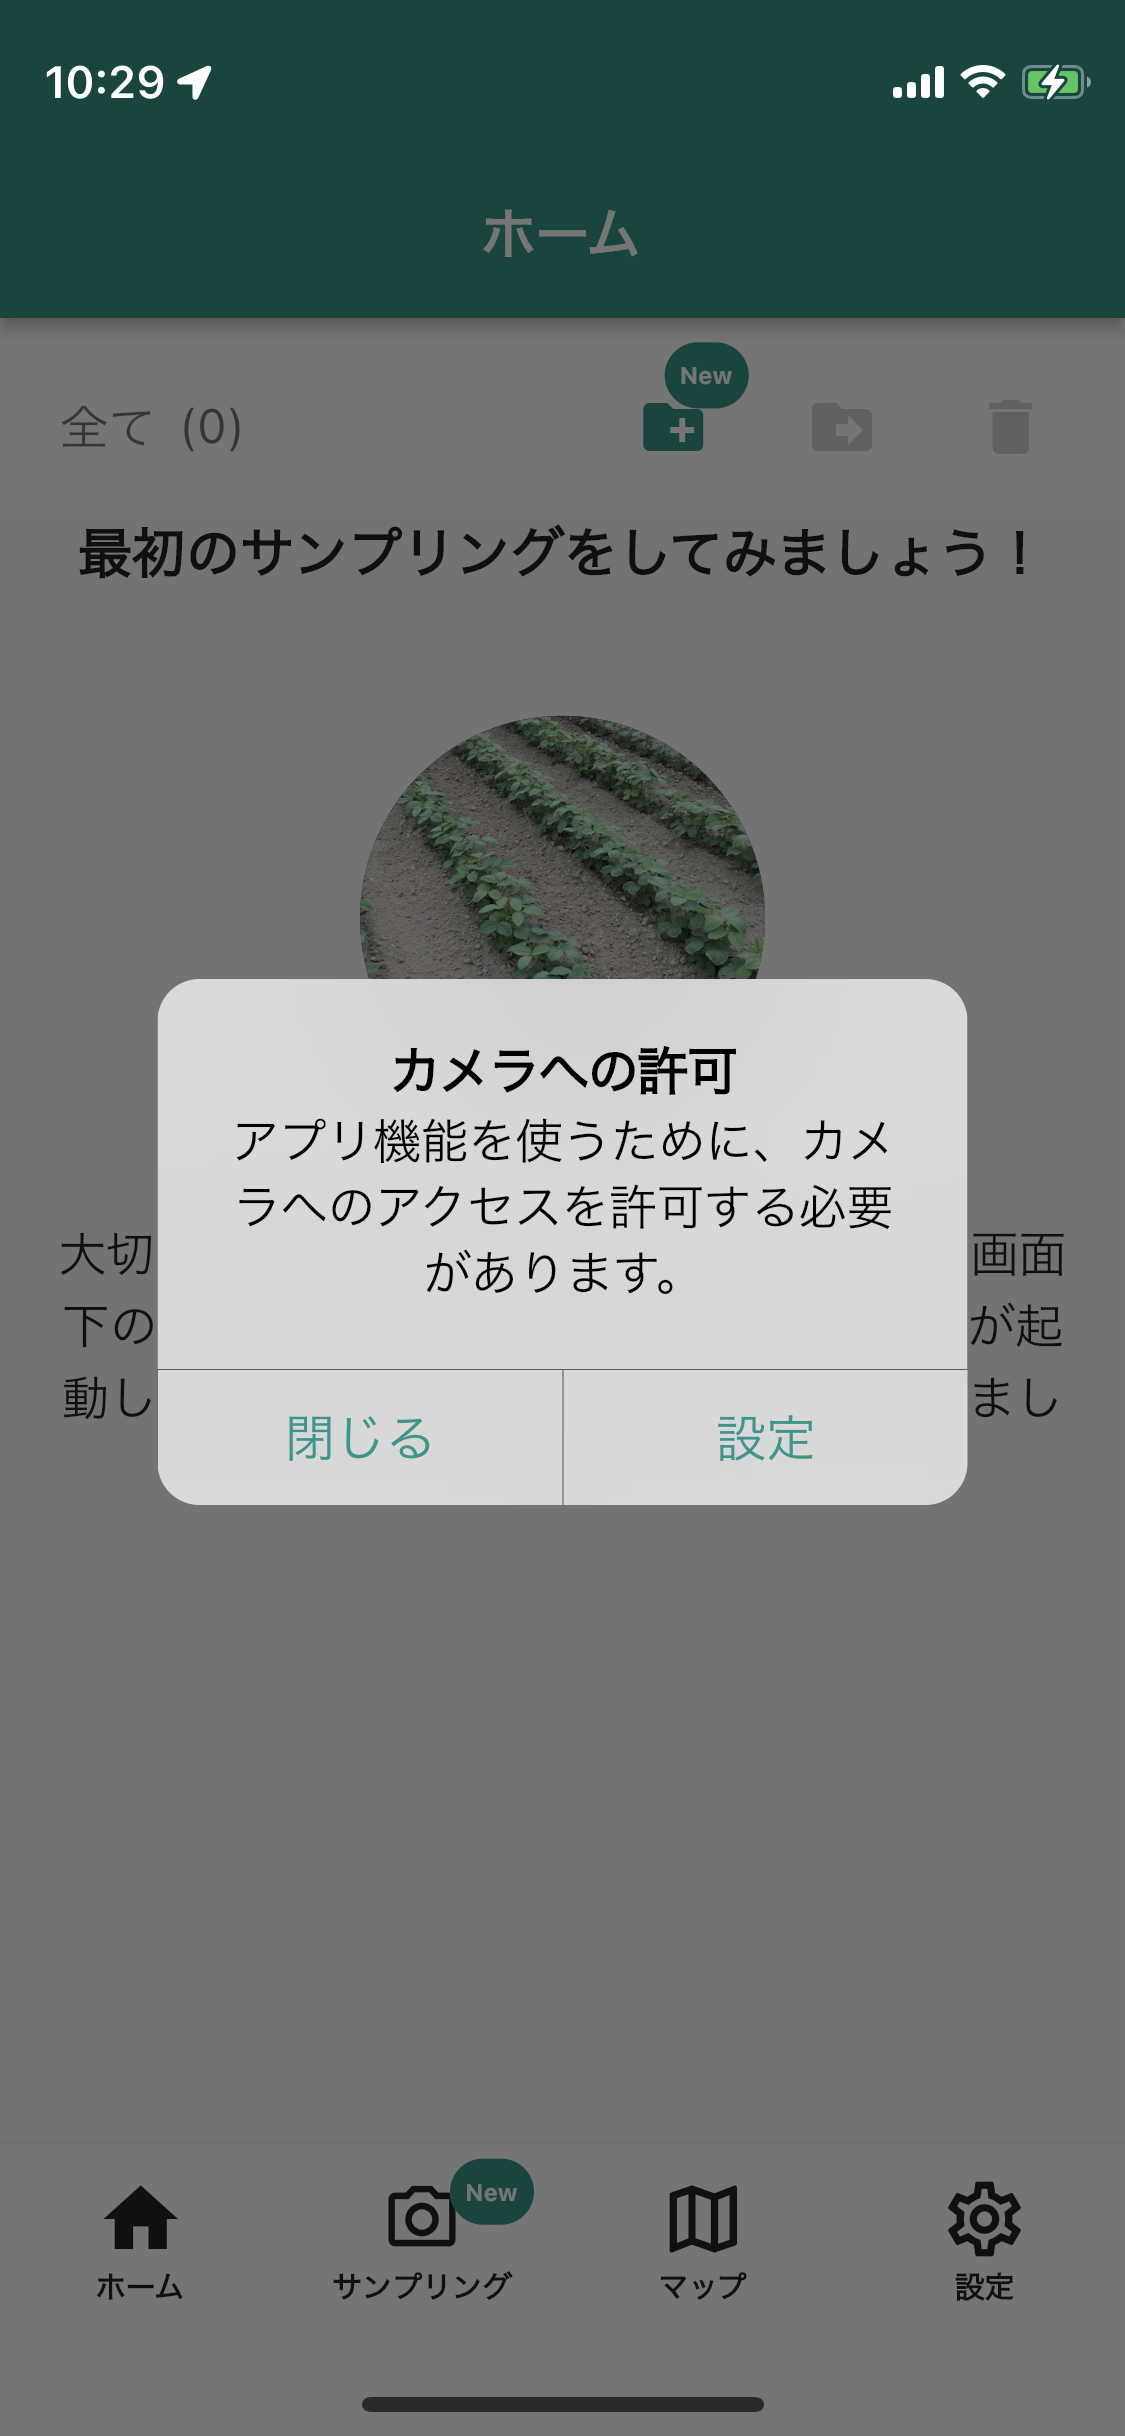 10:29
ホーム
New
全て (0)
最初のサンプリングをしてみましょう！
カメラへの許可
アプリ機能を使うために、カメ
ラへのアクセスを許可する必要
があります。
大切
画面
下の
が起
動し
まし
閉じる
設定
New
ホーム
サンプリング
マップ
設定